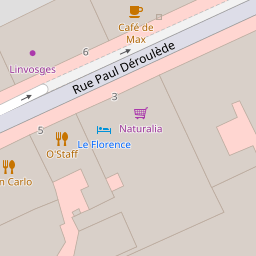 Café de
Max
6
Linvosges
Rue Paul Déroulède
3
Naturalia
5
O'Staff
Le Florence
n Carlo